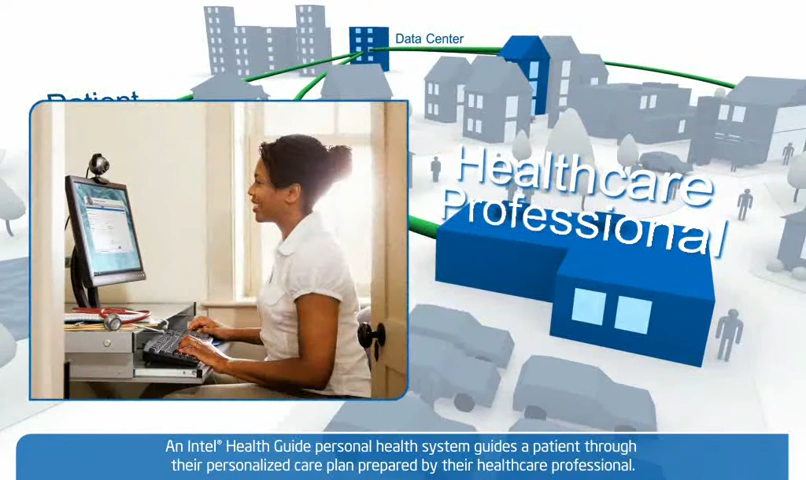 Data Center
Patient
Healthcare
Professional
An Intel® Health Guide personal health system guides a patient through
their personalized care plan prepared by their healthcare professional.